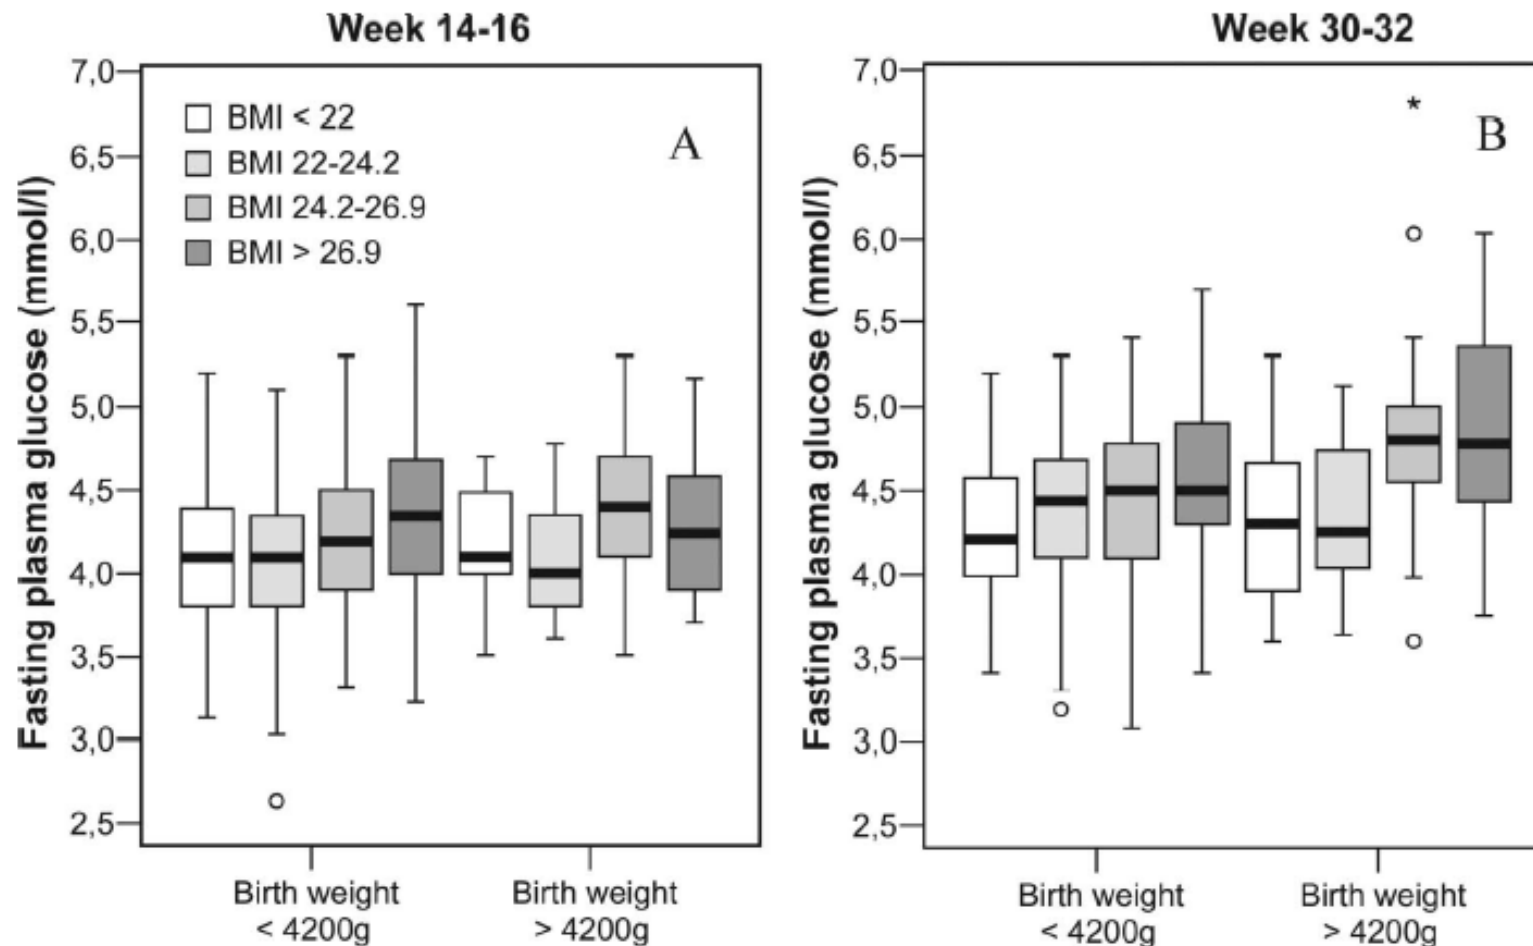 Week 14-16
Fasting plasma glucose (mmol/l)
7,0
6,5
6,0
5,5
5,0
4,5
4,0
3,5
3,0
2,5
BMI < 22
BMI 22-24.2
BMI 24.2-26.9
BMI > 26.9
A
Birth weight
< 4200g
Birth weight
> 4200g
Week 30-32
Fasting plasma glucose (mmol/l)
7,0
6,5
6,0
5,5
5,0
4,5
4,0
3,5
3,0
2,5
*
B
Birth weight
< 4200g
Birth weight
> 4200g